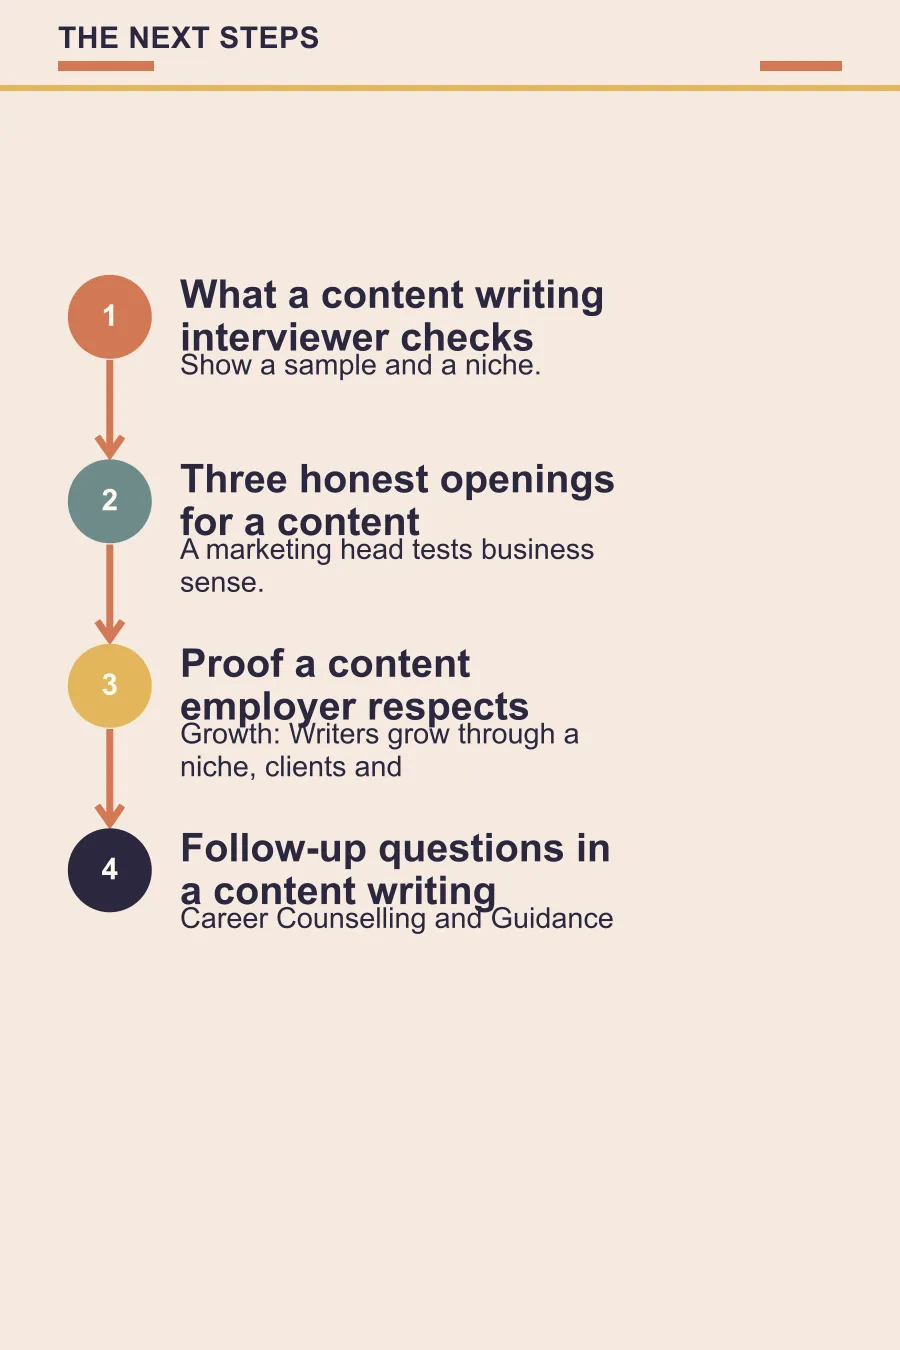 THE NEXT STEPS
1
What a content writing
interviewer checks
Show a sample and a niche.
2
Three honest openings
for a content
A marketing head tests business
sense.
3
Proof a content
employer respects
Growth: Writers grow through a
niche, clients and
4
Follow-up questions in
a content writing
Career Counselling and Guidance